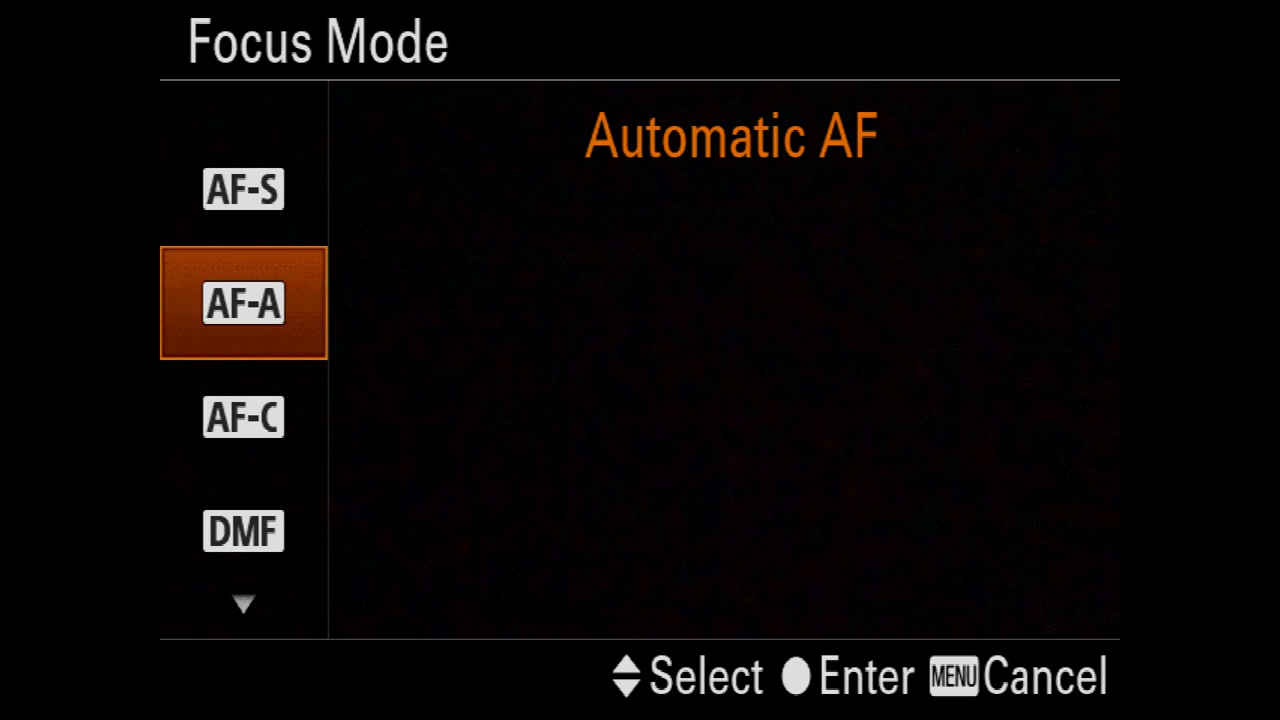 Focus Mode
Automatic AF
AF-S
AF-A
AF-C
DMF
Select Enter MENU Cancel